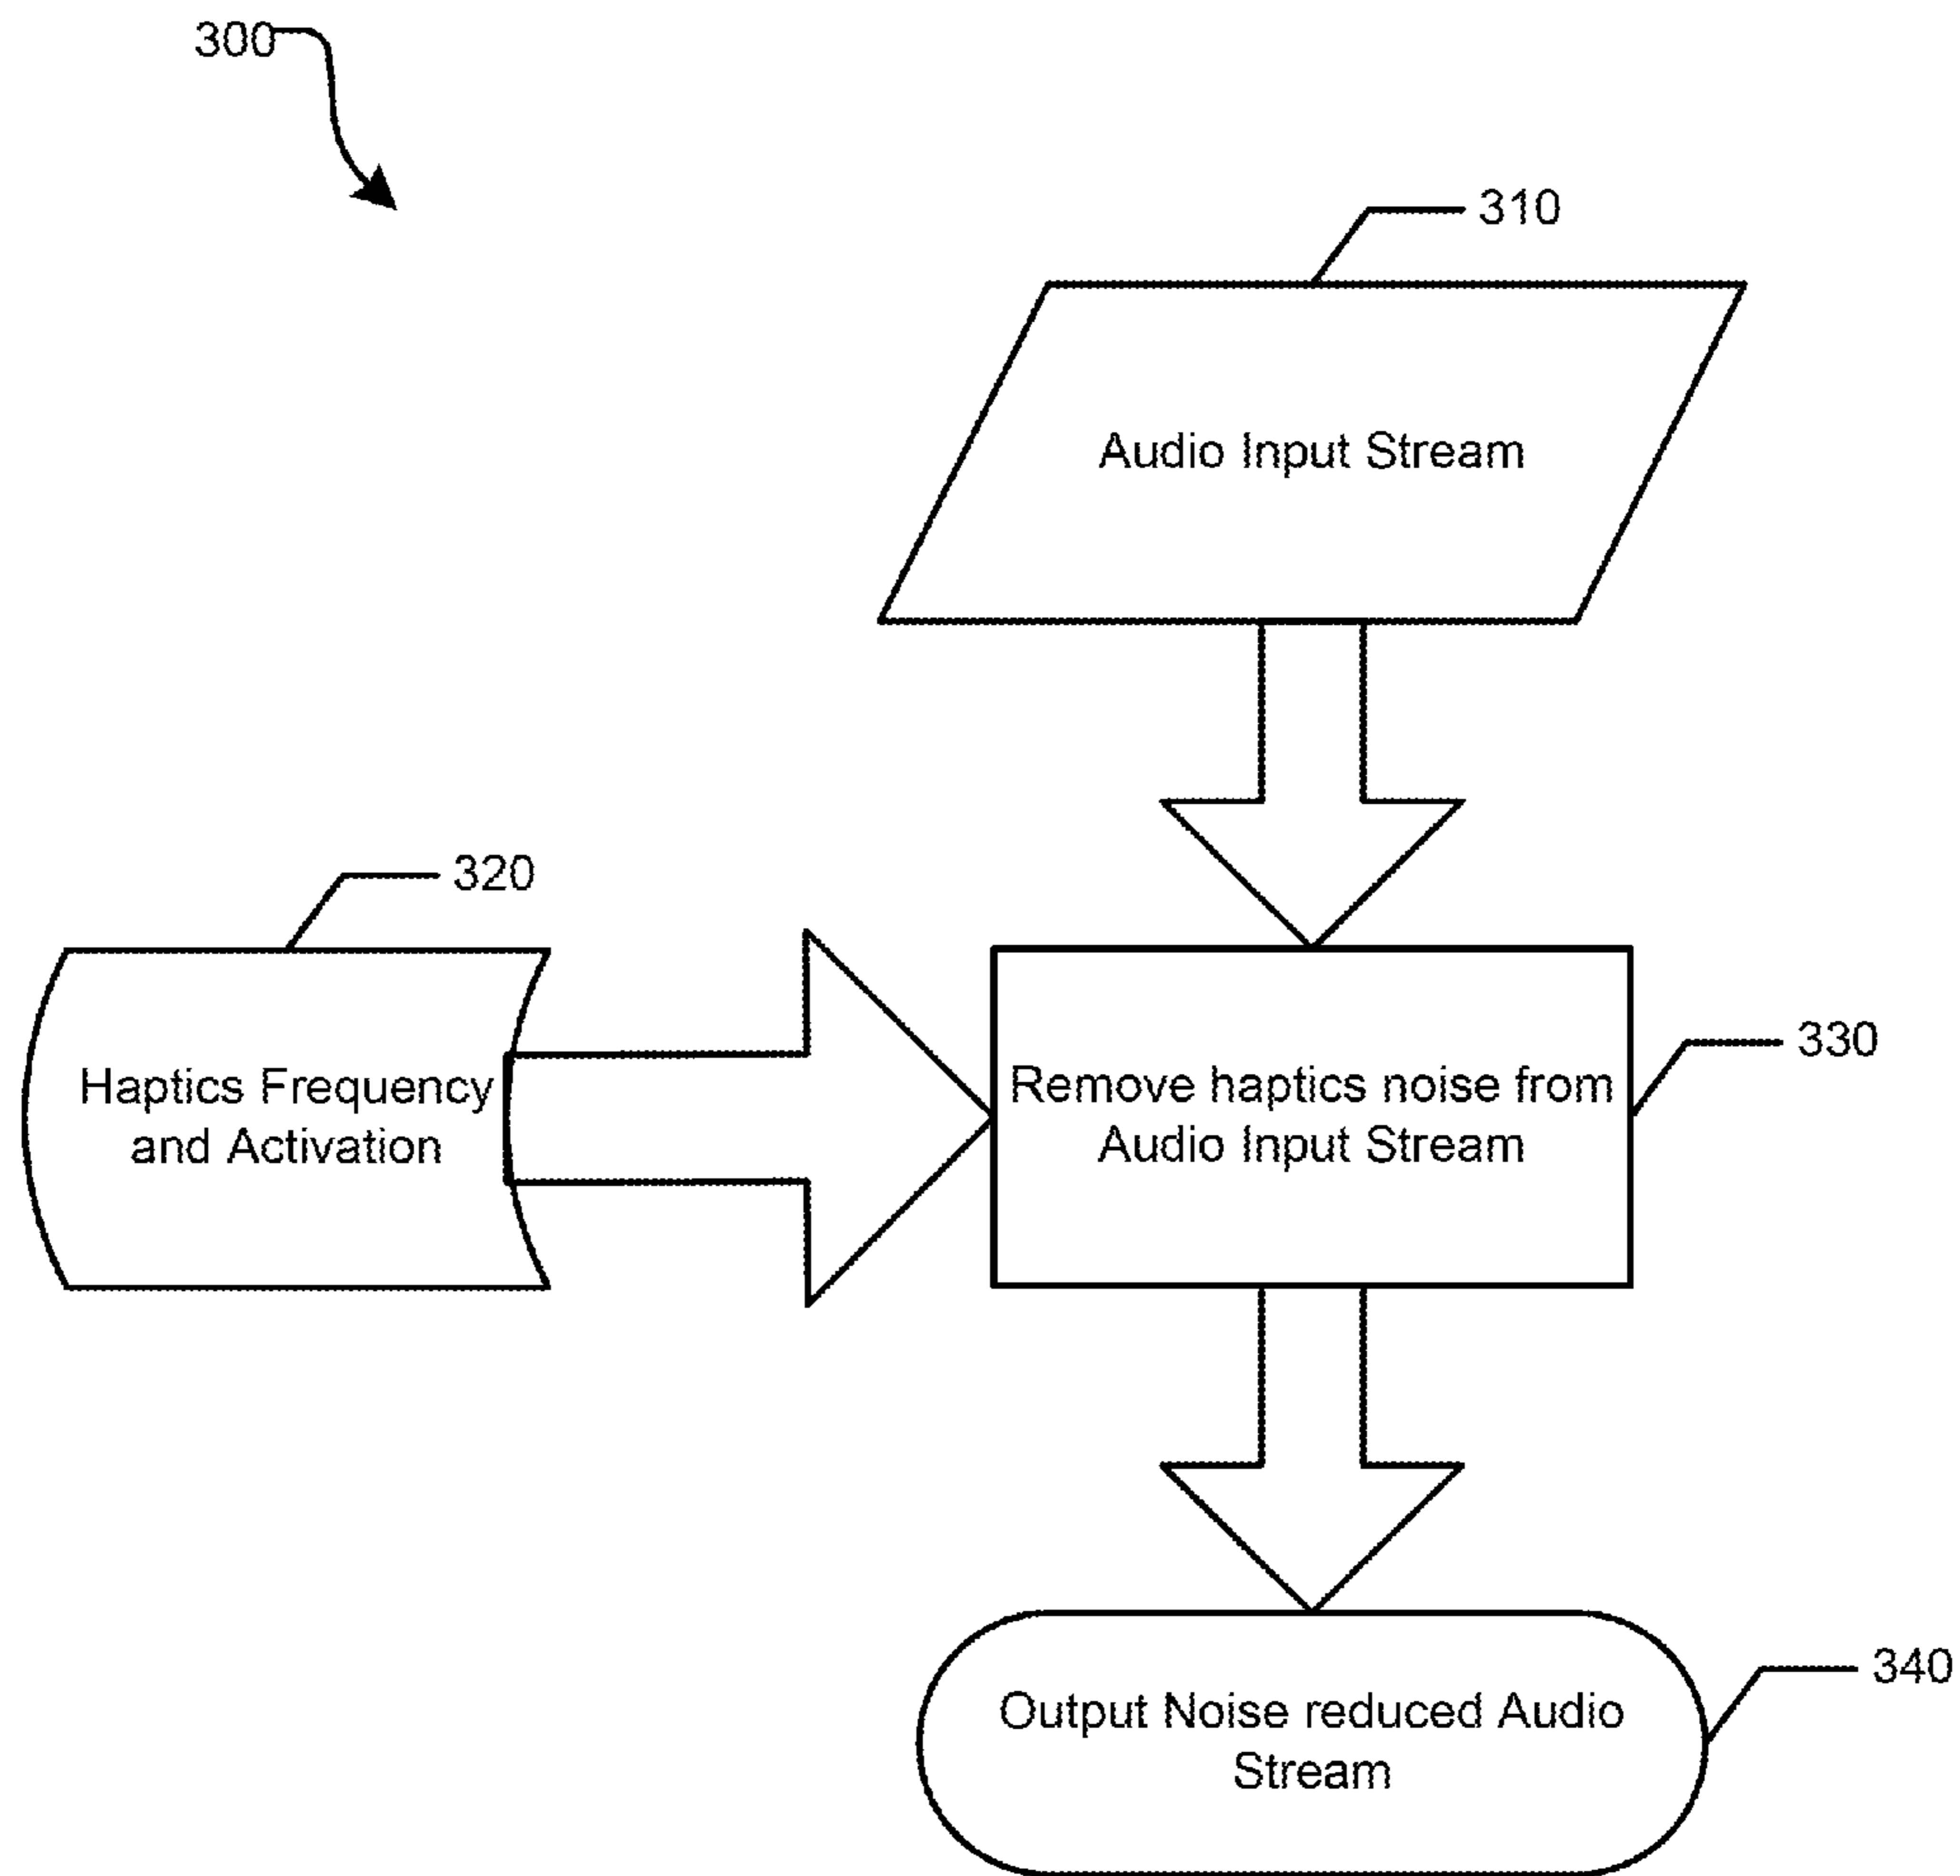 300
310
Audio Input Stream
320
Haptics Frequency
and Activation
330
Remove haptics noise from
Audio Input Stream
340
Output Noise reduced Audio
Stream